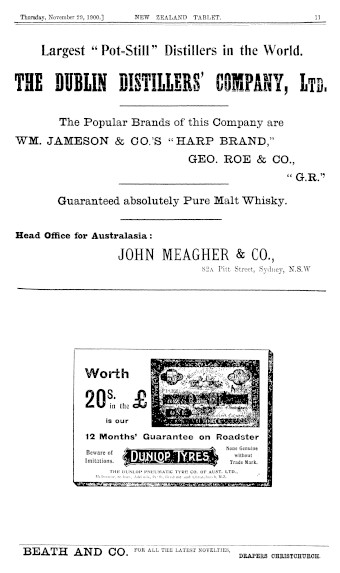 Thursday, November 29, 1900.] NEW ZEALAND TABLET. 11
Largest "Pot-Still" Distillers in the World.
THE DUBLIN DISTILLERS' COMPANY, LTD.
The Popular Brands of this Company are
WM. JAMESON & CO.'S "HARP BRAND,"
GEO. ROE & CO.,
"G.R."
Guaranteed absolutely Pure Malt Whisky.
Head Office for Australasia:
JOHN MEAGHER & CO.,
82A Pitt Street, Sydney, N.S.W
Worth
20s. in the £
is our
12 Months' Guarantee on Roadster
Beware of Imitations.
DUNLOP TYRES
None Genuine without Trade Mark.
THE DUNLOP PNEUMATIC TYRE CO. OF AUST. LTD.,
BEATH AND CO. FOR ALL THE LATEST NOVELTIES, DRAPERS CHRISTCHURCH.